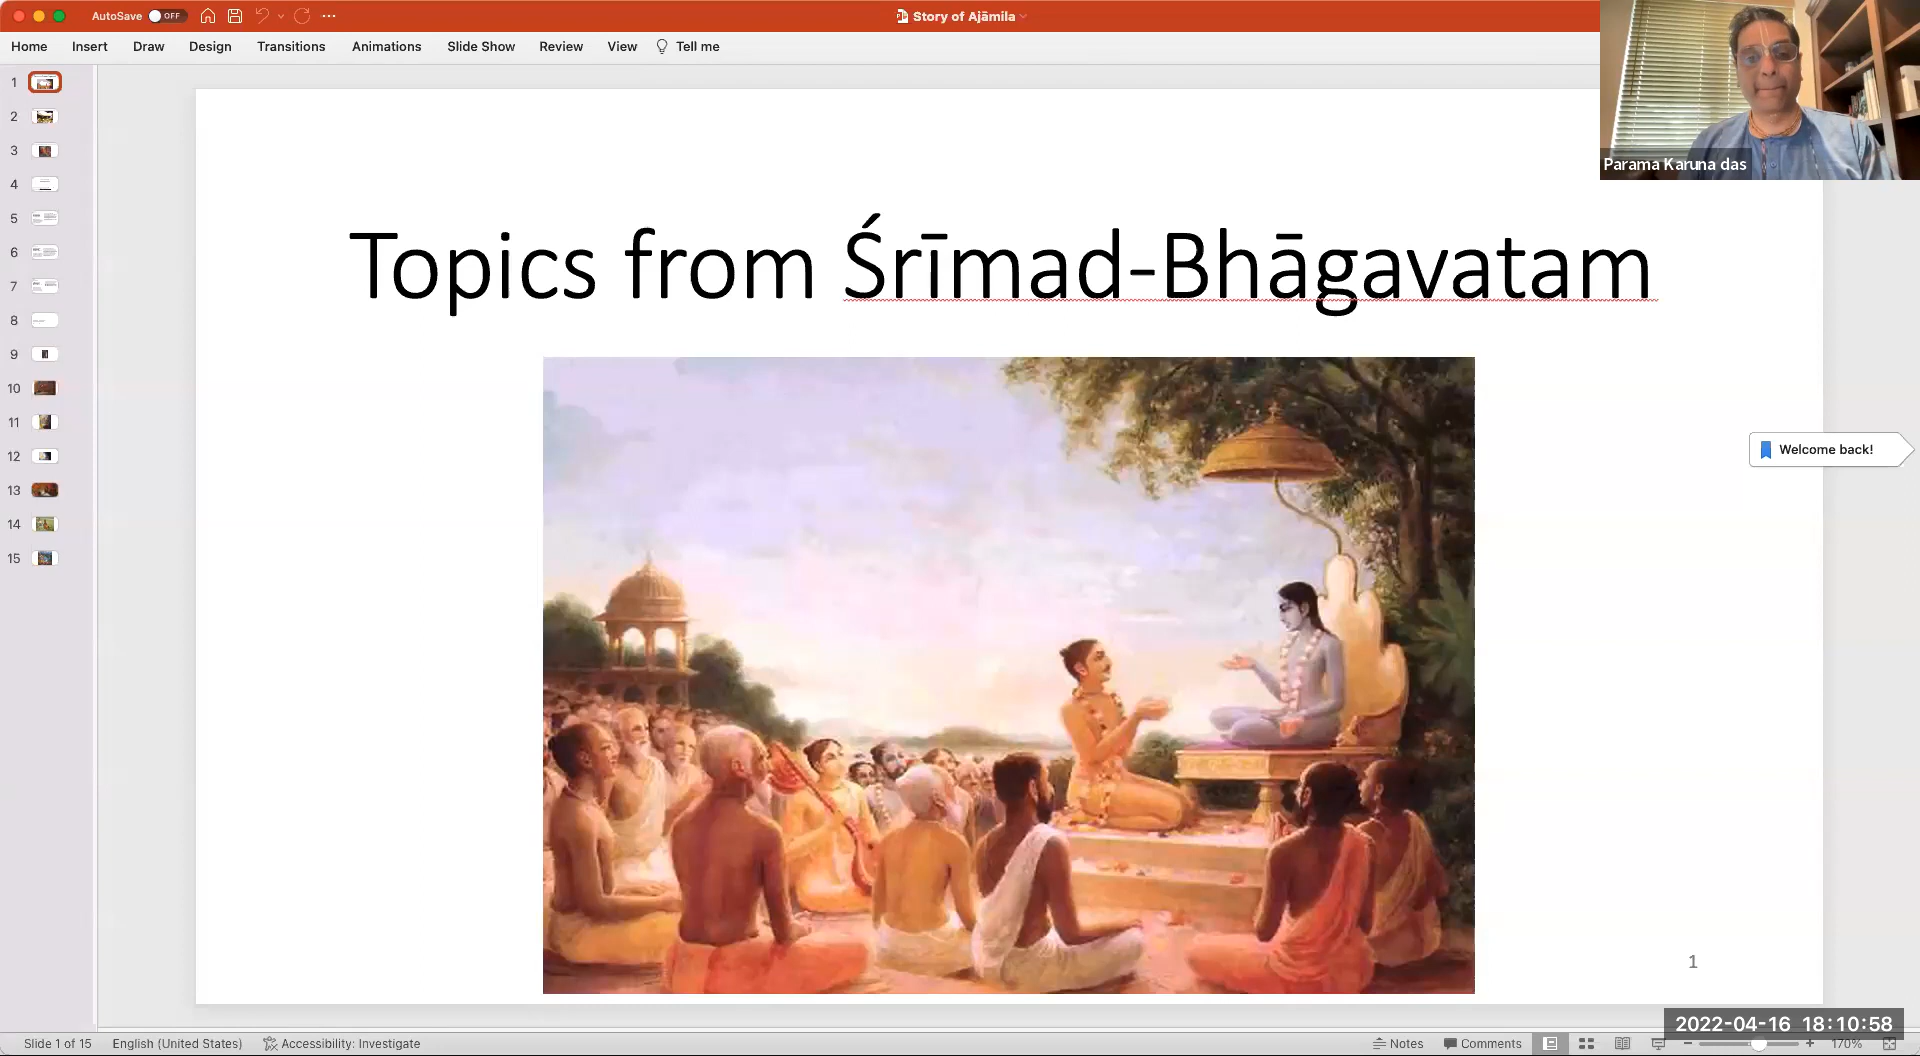 AutoSave OFF
Story of Ajāmila
Home Insert Draw Design Transitions Animations Slide Show Review View Tell me
Parama Karuna das
1
2
3
4
5
6
7
8
9
10
11
12
13
14
15
Topics from Śrīmad-Bhāgavatam
Welcome back!
1
2022-04-16 18:10:58
Slide 1 of 15 English (United States) Accessibility: Investigate Notes Comments 170%